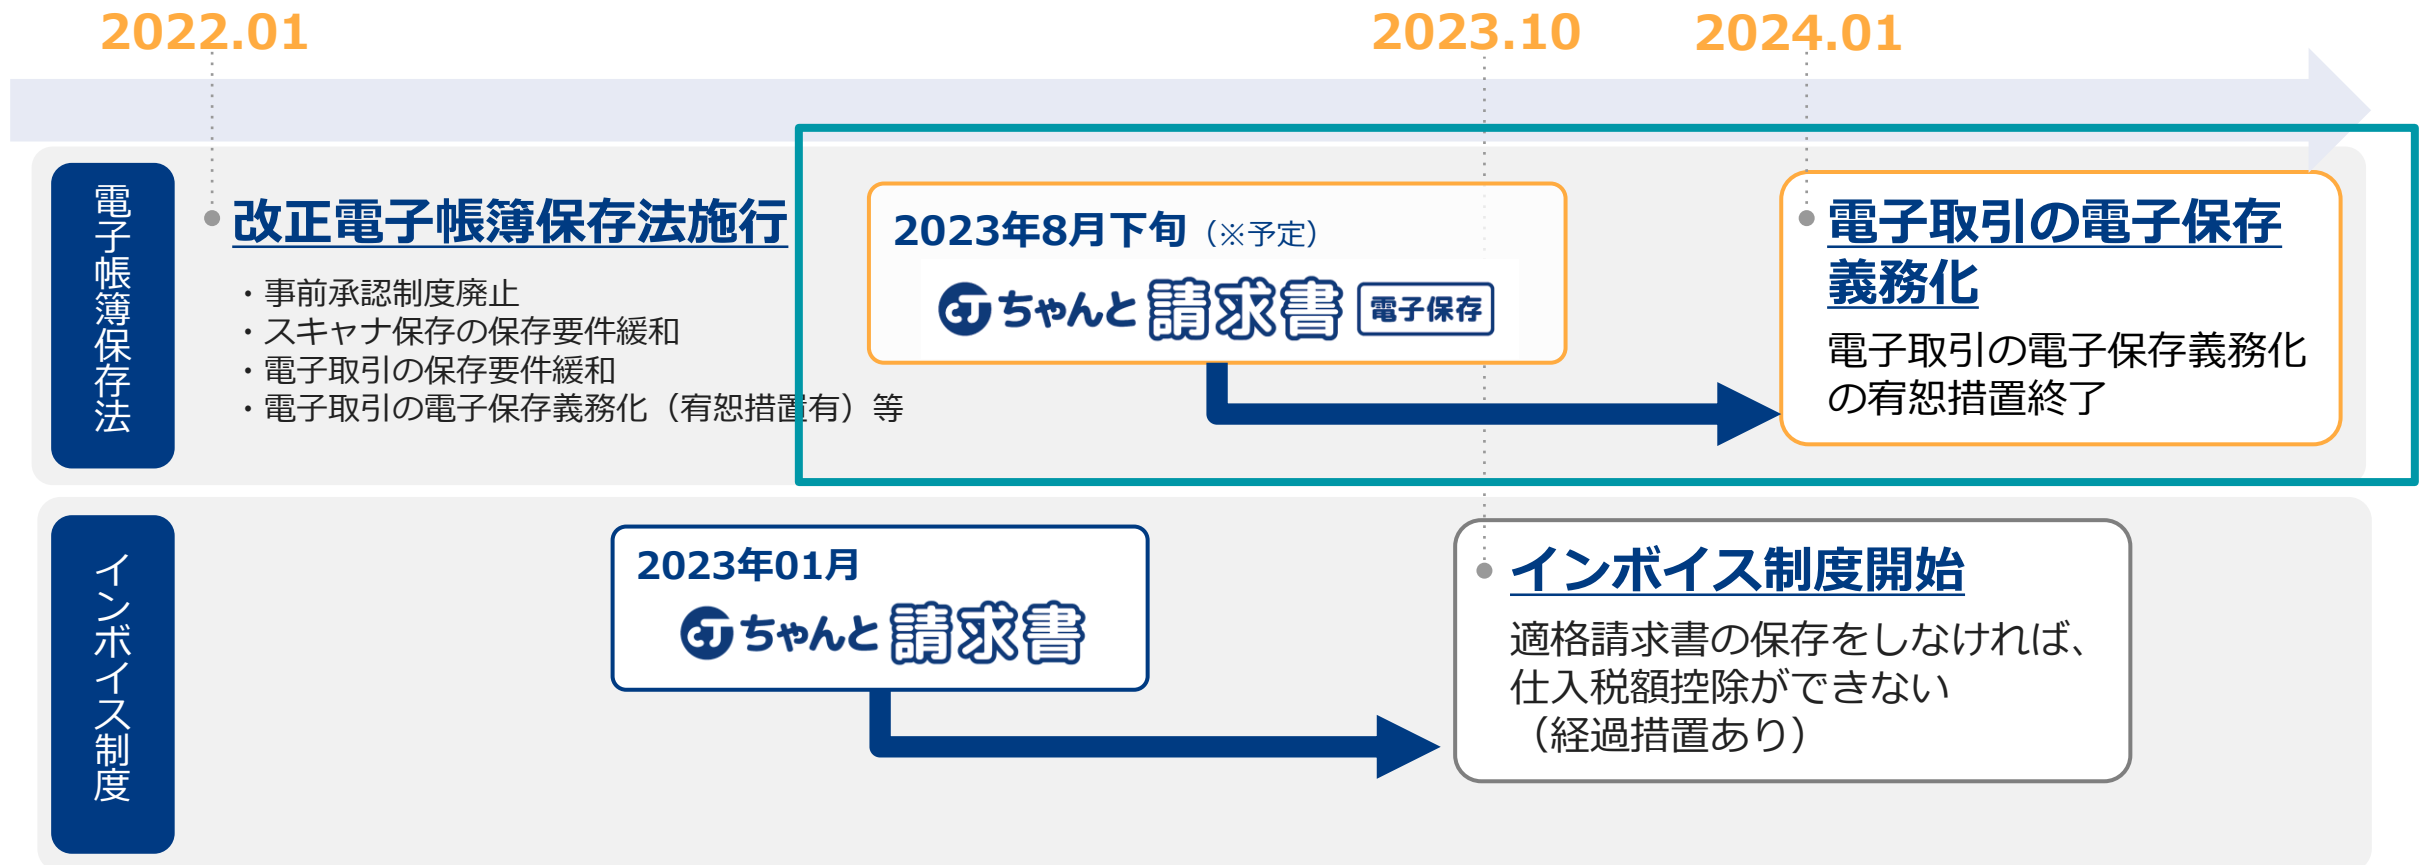 2022.01
2023.10
2024.01
電子帳簿保存法
改正電子帳簿保存法施行
・事前承認制度廃止
・スキャナ保存の保存要件緩和
・電子取引の保存要件緩和
・電子取引の電子保存義務化（宥恕措置有）等
2023年8月下旬（※予定）
ちゃんと請求書 電子保存
電子取引の電子保存
義務化
電子取引の電子保存義務化
の宥恕措置終了
インボイス制度
2023年01月
ちゃんと請求書
インボイス制度開始
適格請求書の保存をしなければ、
仕入税額控除ができない
（経過措置あり）